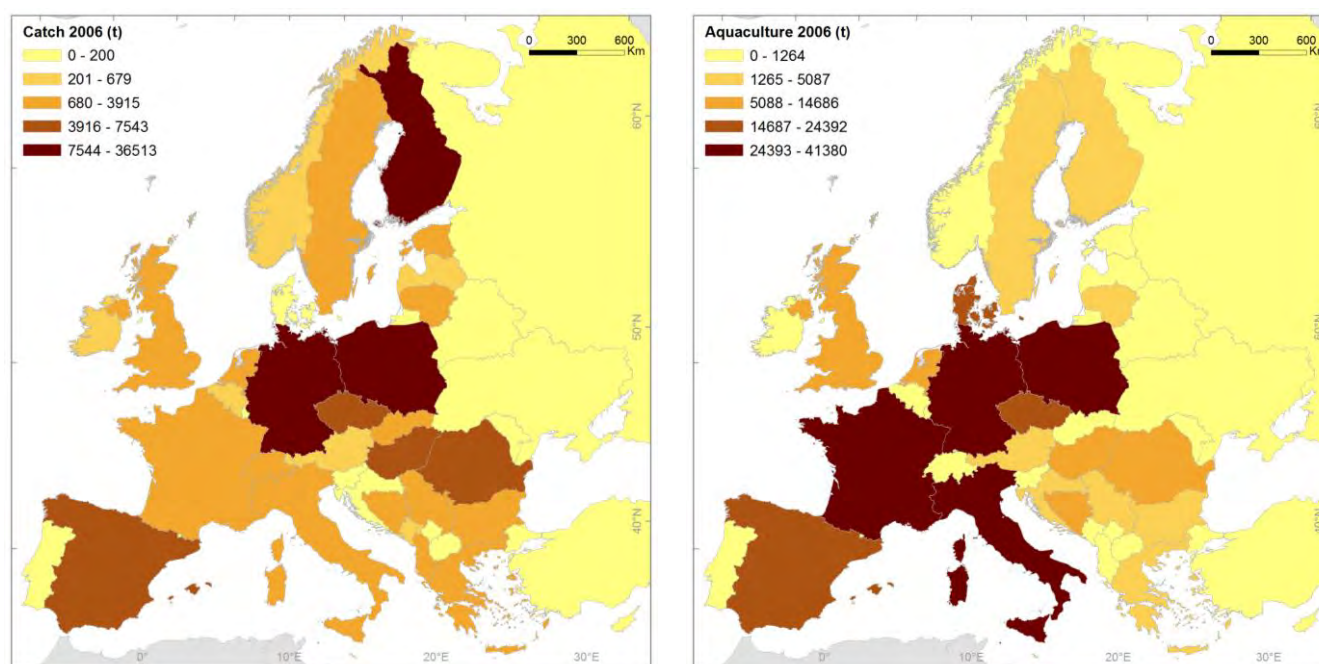 Catch 2006 (t)
0 - 200
201 - 679
680 - 3915
3916 - 7543
7544 - 36513
0 300 600
Km
60°N
50°N
40°N
0° 10°E 20°E 30°E
Aquaculture 2006 (t)
0 - 1264
1265 - 5087
5088 - 14686
14687 - 24392
24393 - 41380
0 300 600
Km
60°N
50°N
40°N
0° 10°E 20°E 30°E